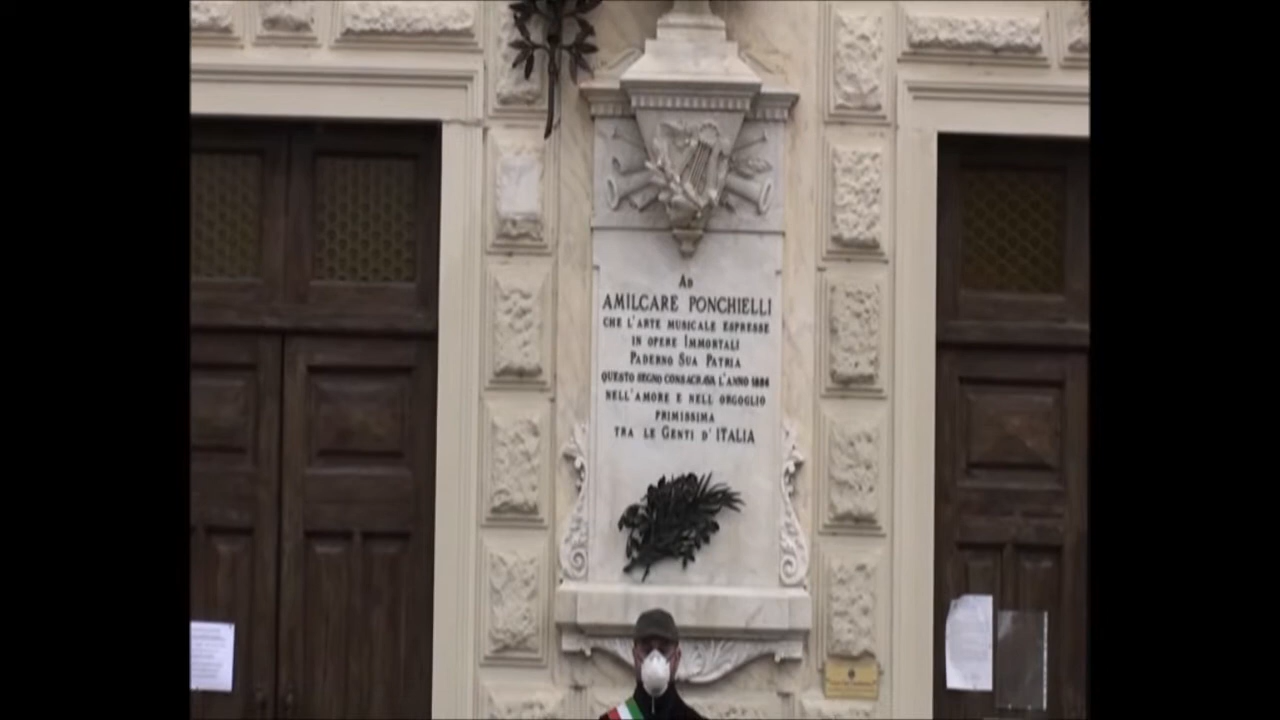 AD
AMILCARE PONCHIELLI
CHE L'ARTE MUSICALE ESPRESSE
IN OPERE IMMORTALI
PADERNO SUA PATRIA
QUESTO SEGNO CONSACRAVA L'ANNO 1886
NELL'AMORE E NELL ORGOGLIO
PRIMISSIMA
TRA LE GENTI D'ITALIA